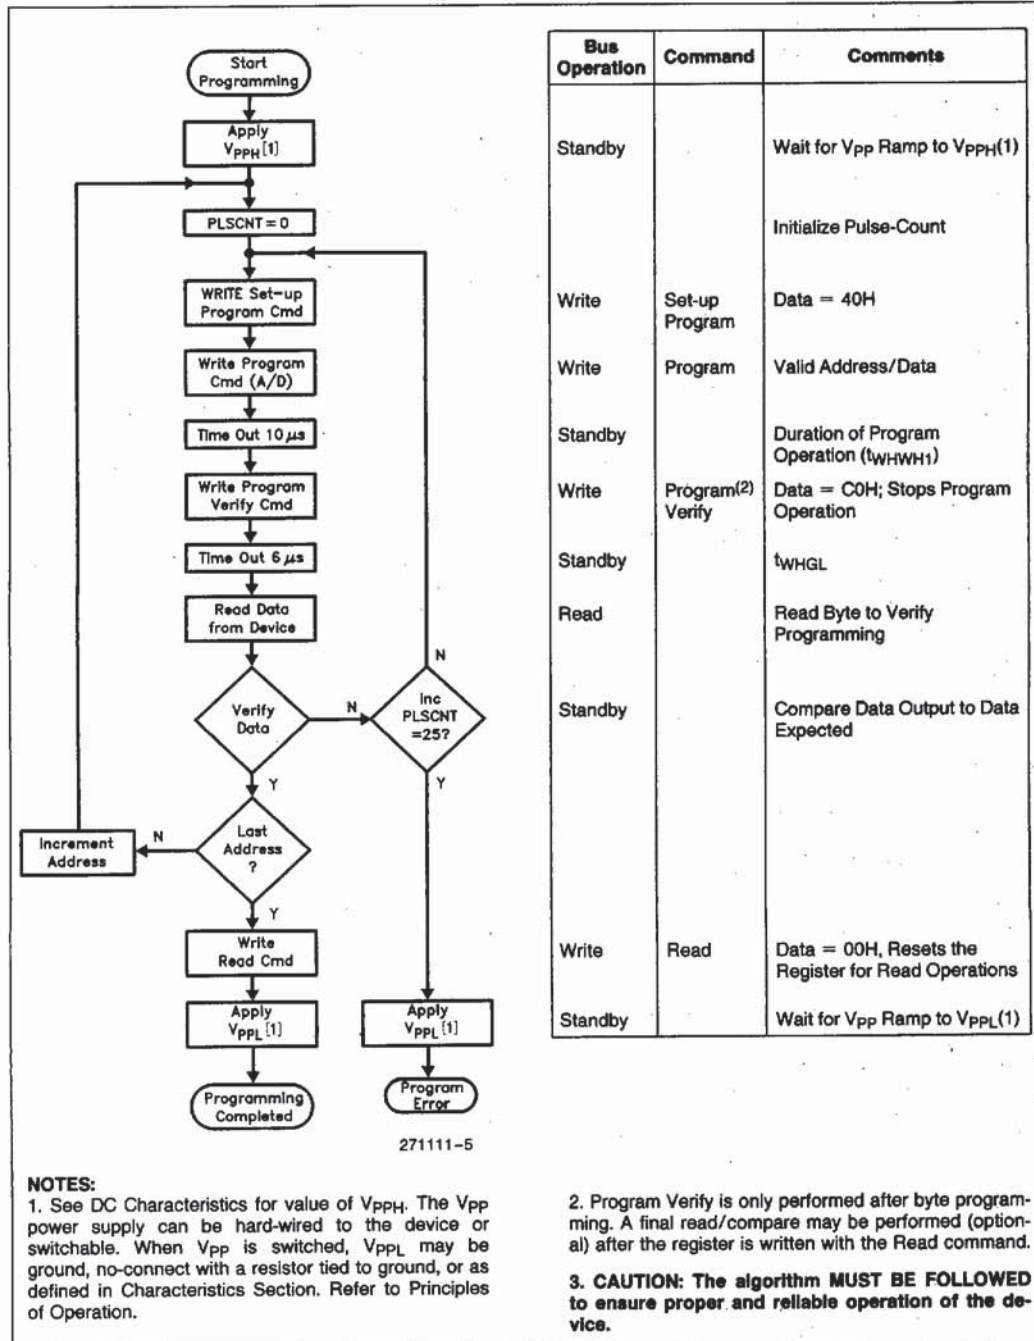 Start
Programming
Apply
VPPH[1]
PLSCNT = 0
WRITE Set-up
Program Cmd
Write Program
Cmd (A/D)
Time Out 10 µs
Write Program
Verify Cmd
Time Out 6 µs
Read Data
from Device
Verify
Data
N
Y
Inc
PLSCNT
=25?
N
Y
Last
Address
?
N
Y
Increment
Address
Write
Read Cmd
Apply
VPPL[1]
Programming
Completed
Apply
VPPL[1]
Program
Error
271111-5
Bus
Operation
Command
Comments
Standby
Wait for VPP Ramp to VPPH(1)
Initialize Pulse-Count
Write
Set-up
Program
Data = 40H
Write
Program
Valid Address/Data
Standby
Duration of Program
Operation (tWHWH1)
Write
Program(2)
Verify
Data = C0H; Stops Program
Operation
Standby
tWHGL
Read
Read Byte to Verify
Programming
Standby
Compare Data Output to Data
Expected
Write
Read
Data = 00H, Resets the
Register for Read Operations
Standby
Wait for VPP Ramp to VPPL(1)
NOTES:
1. See DC Characteristics for value of VPPH. The VPP
power supply can be hard-wired to the device or
switchable. When VPP is switched, VPPL may be
ground, no-connect with a resistor tied to ground, or as
defined in Characteristics Section. Refer to Principles
of Operation.
2. Program Verify is only performed after byte program-
ming. A final read/compare may be performed (option-
al) after the register is written with the Read command.
3. CAUTION: The algorithm MUST BE FOLLOWED
to ensure proper and reliable operation of the de-
vice.